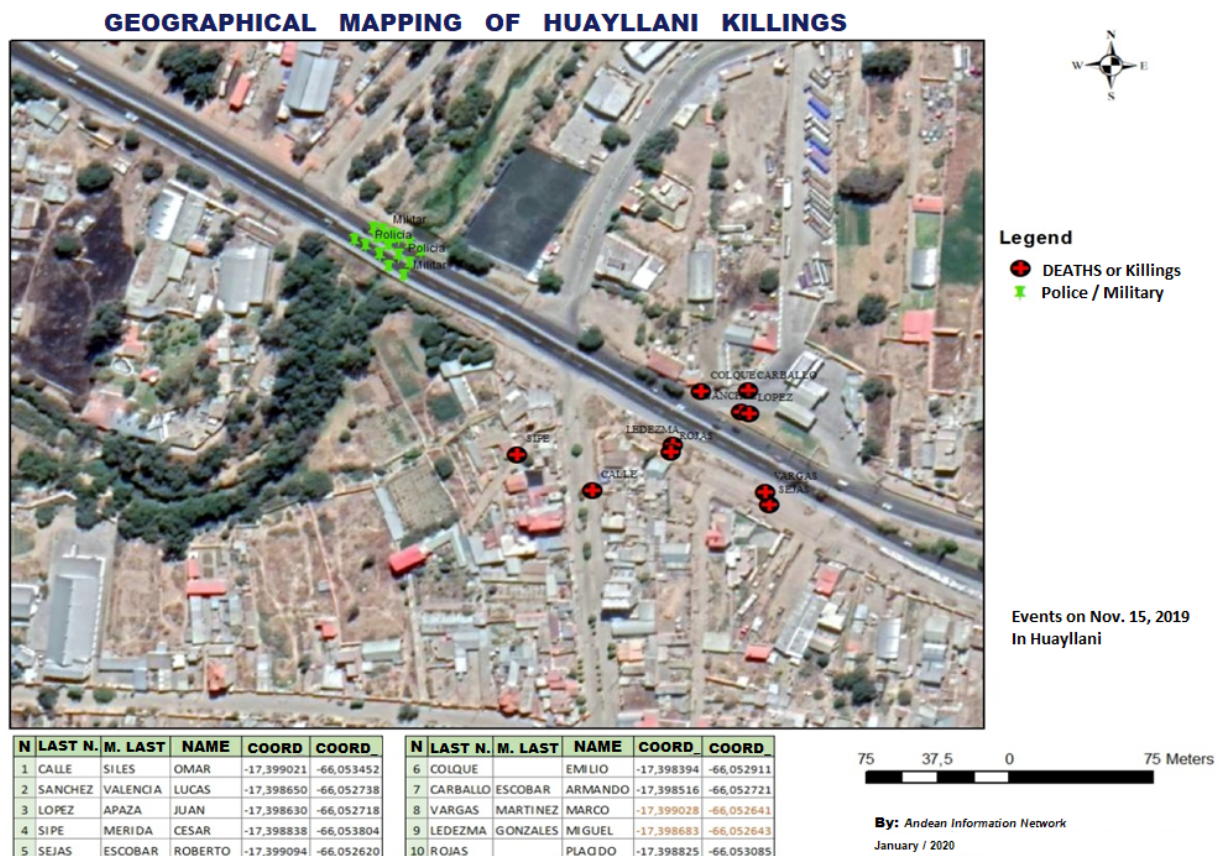 GEOGRAPHICAL MAPPING OF HUAYLLANI KILLINGS
N
W E
S
Militar
Policia
Policia
Militar
Legend
DEATHS or Killings
Police / Military
COLQUE CARBALLO
LOPEZ
LEDEZMA
ROJAS
SIPE
CALLE
VARGAS
SEJAS
Events on Nov. 15, 2019
In Huayllani
N LAST N. M. LAST NAME COORD COORD_
1 CALLE SILES OMAR -17,399021 -66,053452
2 SANCHEZ VALENCIA LUCAS -17,398650 -66,052738
3 LOPEZ APAZA JUAN -17,398630 -66,052718
4 SIPE MERIDA CESAR -17,398838 -66,053804
5 SEJAS ESCOBAR ROBERTO -17,399094 -66,052620
N LAST N. M. LAST NAME COORD_ COORD_
6 COLQUE EMILIO -17,398394 -66,052911
7 CARBALLO ESCOBAR ARMANDO -17,398516 -66,052721
8 VARGAS MARTINEZ MARCO -17,399028 -66,052641
9 LEDEZMA GONZALES MIGUEL -17,398683 -66,052643
10 ROJAS PLACIDO -17,398825 -66,053085
75 37,5 0 75 Meters
By: Andean Information Network
January / 2020